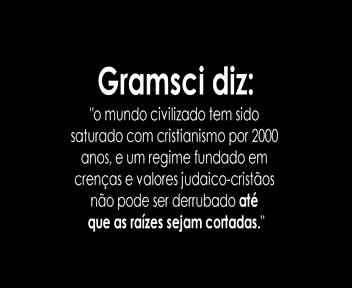 Gramsci diz:
"o mundo civilizado tem sido
saturado com cristianismo por 2000
anos, e um regime fundado em
crenças e valores judaico-cristãos
não pode ser derrubado até
que as raízes sejam cortadas."